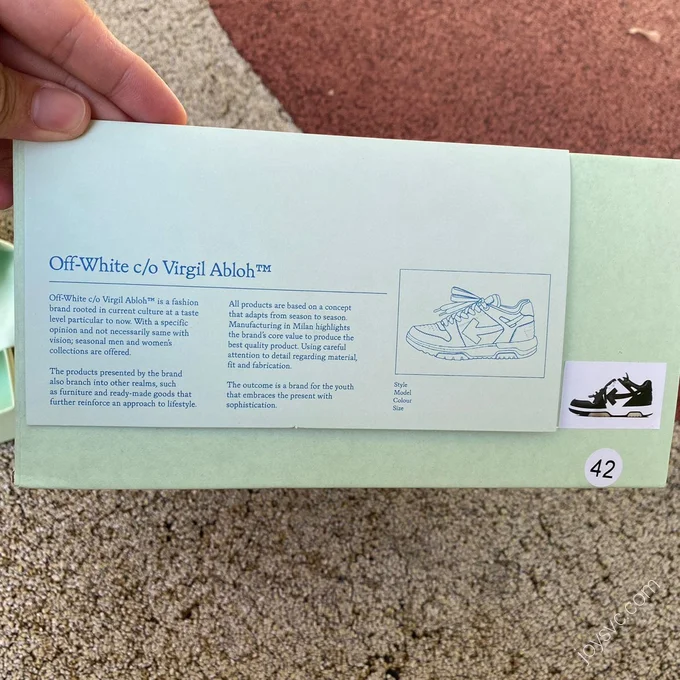 Off-White c/o Virgil Abloh™
Off-White c/o Virgil Abloh™ is a fashion
brand rooted in current culture at a taste
level particular to now. With a specific
opinion and not necessarily same with
vision; seasonal men and women's
collections are offered.
The products presented by the brand
also branch into other realms, such
as furniture and ready-made goods that
further reinforce an approach to lifestyle.
All products are based on a concept
that adapts from season to season.
Manufacturing in Milan highlights
the brand's core value to produce the
best quality product. Using careful
attention to detail regarding material,
fit and fabrication.
The outcome is a brand for the youth
that embraces the present with
sophistication.
Style
Model
Colour
Size
42
joysvc.com